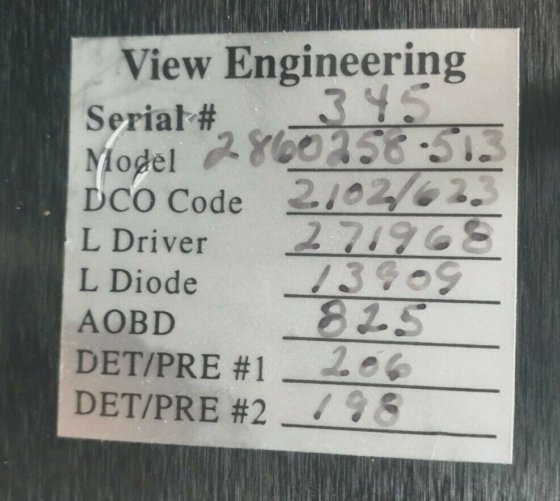 View Engineering
Serial # 345
Model 2860258-513
DCO Code 2102/623
L Driver 271968
L Diode 13909
AOBD 825
DET/PRE #1 206
DET/PRE #2 198